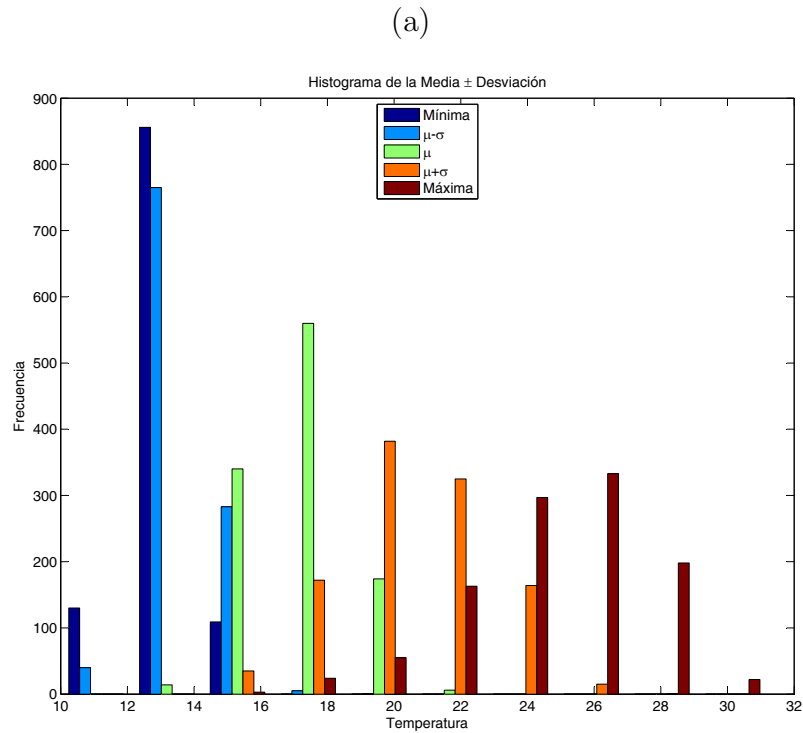 (a)
Histograma de la Media ± Desviación
900
800
700
600
500
400
300
200
100
0
Frecuencia
Mínima
μ-σ
μ
μ+σ
Máxima
10 12 14 16 18 20 22 24 26 28 30 32
Temperatura